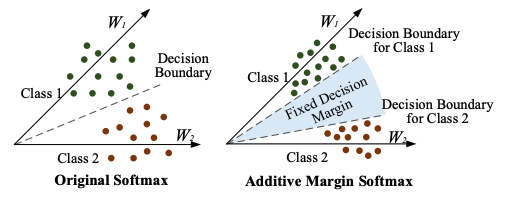 W1
Decision
Boundary
Class 1
W2
Class 2
Original Softmax
W1
Decision Boundary
for Class 1
Class 1
Fixed Decision
Margin
Decision Boundary
for Class 2
W2
Class 2
Additive Margin Softmax